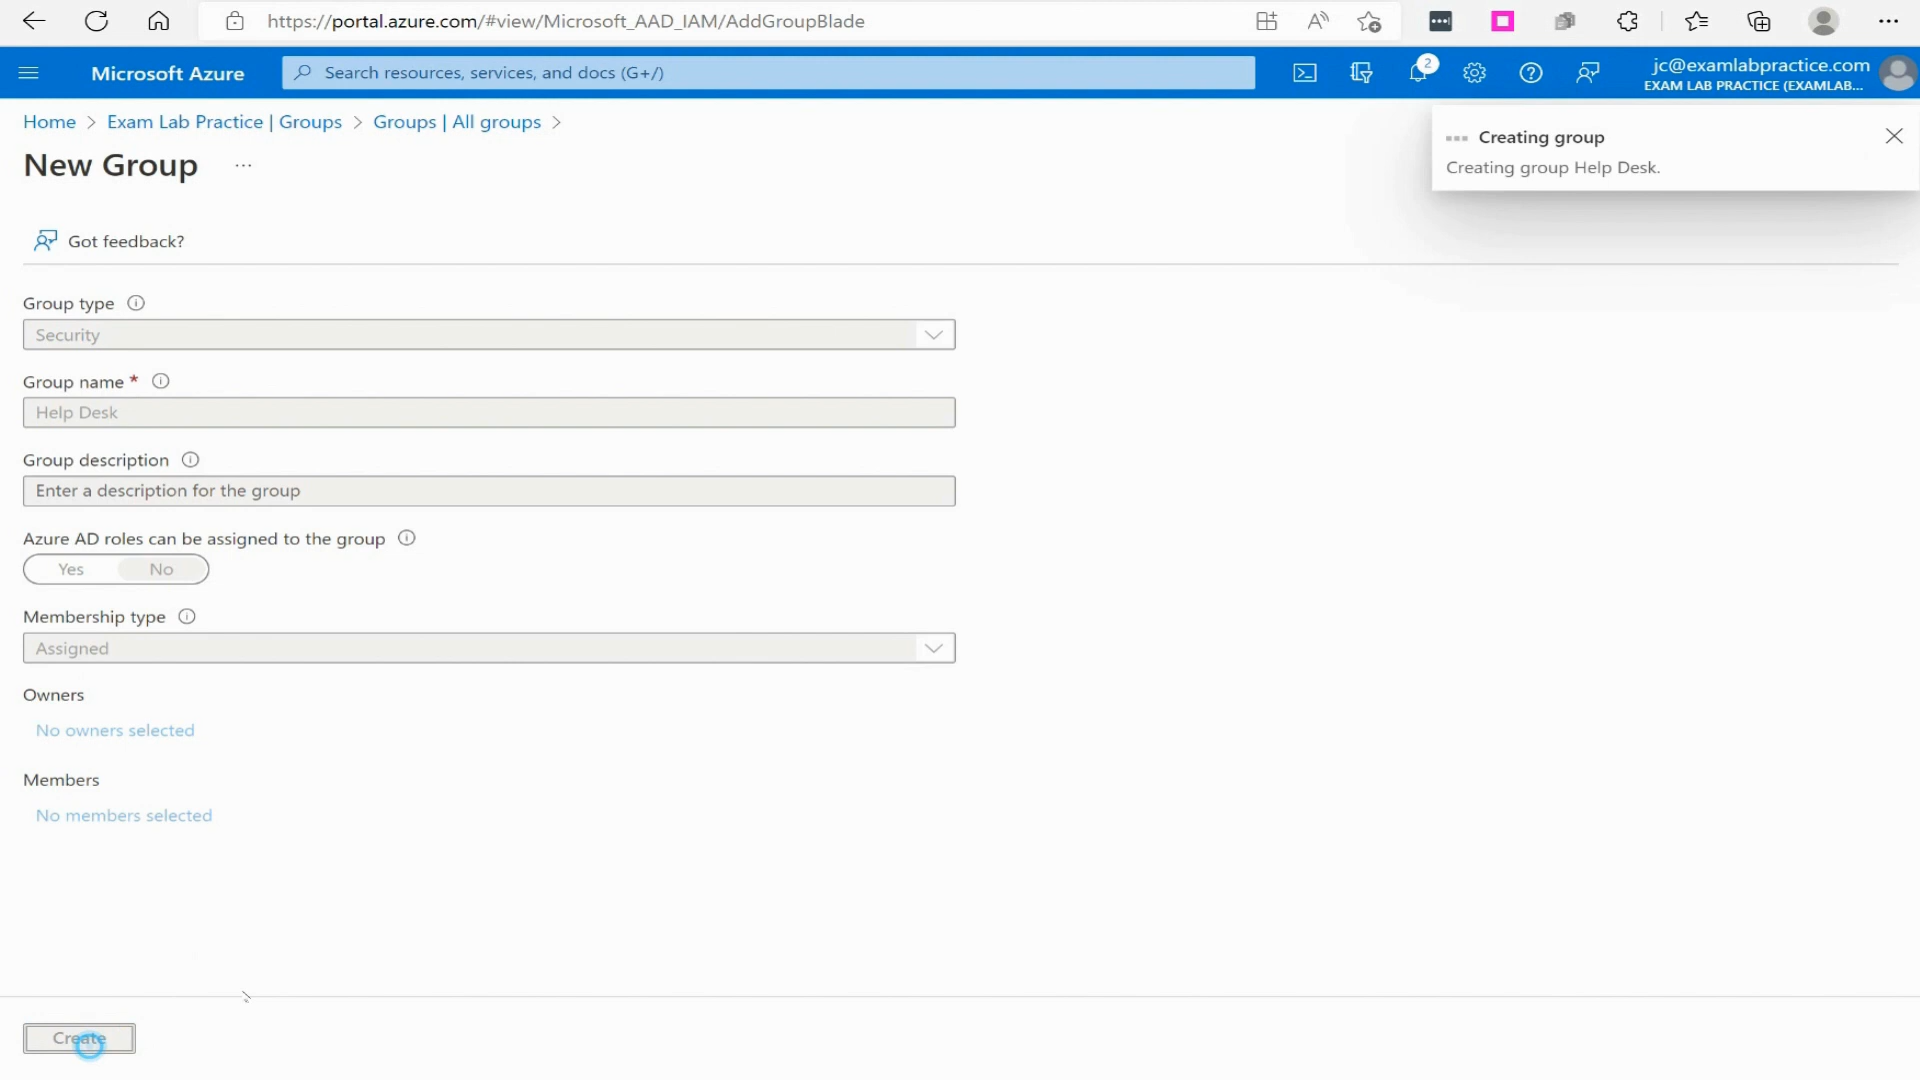 https://portal.azure.com/#view/Microsoft_AAD_IAM/AddGroupBlade
Microsoft Azure
Search resources, services, and docs (G+/)
2
jc@examlabpractice.com
EXAM LAB PRACTICE (EXAMLAB...
Home > Exam Lab Practice | Groups > Groups | All groups >
Creating group
Creating group Help Desk.
New Group ...
Got feedback?
Group type
Security
Group name *
Help Desk
Group description
Enter a description for the group
Azure AD roles can be assigned to the group
Yes No
Membership type
Assigned
Owners
No owners selected
Members
No members selected
Create